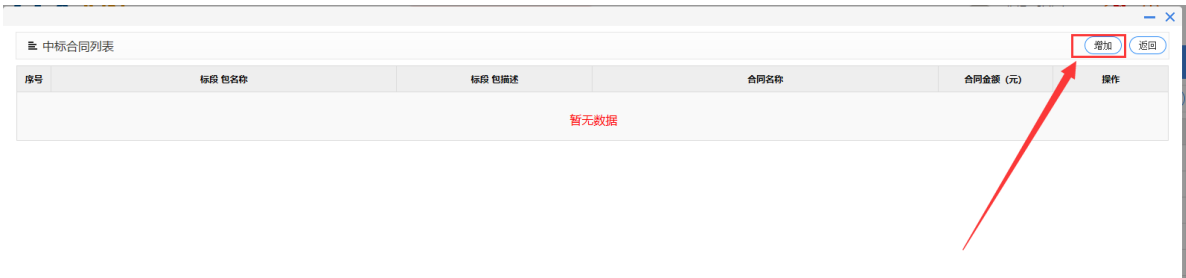 中标合同列表
增加 返回
序号 标段 包名称 标段 包描述 合同名称 合同金额（元） 操作
暂无数据